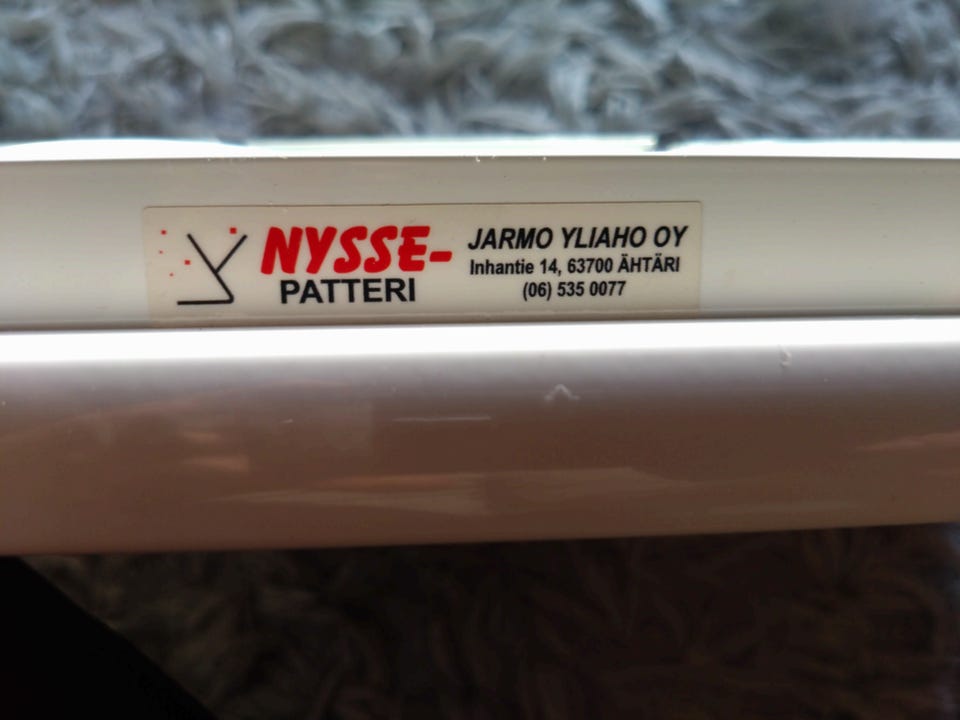 NYSSE-
PATTERI
JARMO YLIAHO OY
Inhantie 14, 63700 ÄHTÄRI
(06) 535 0077